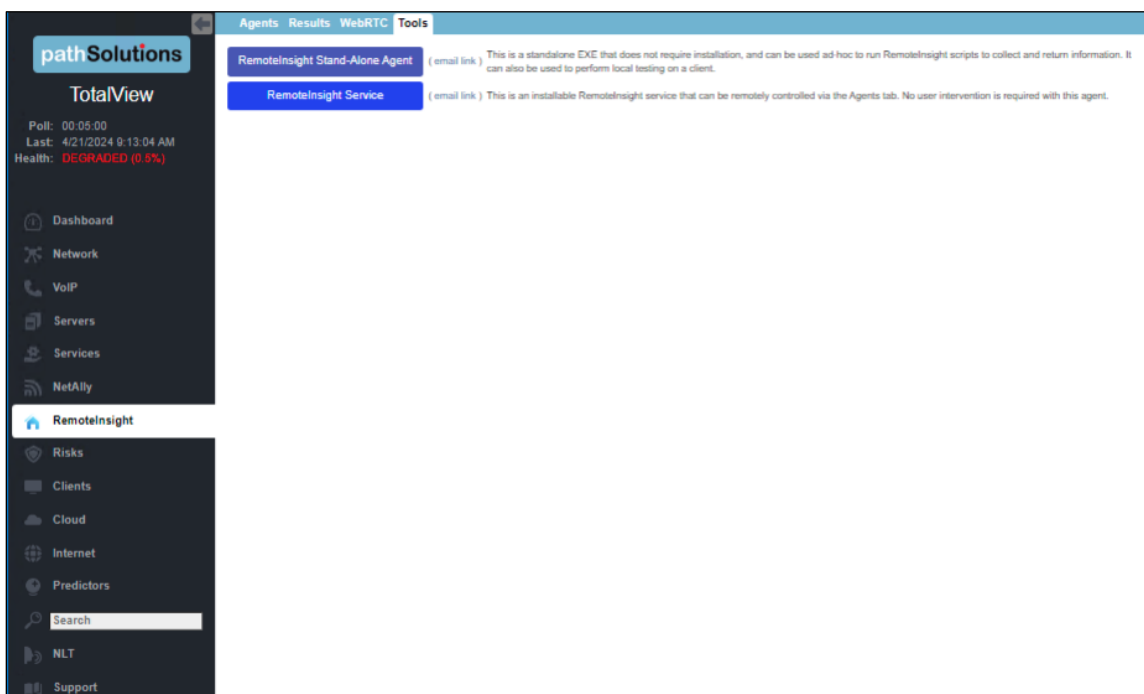 Agents Results WebRTC Tools
pathSolutions
TotalView
Poll: 00:05:00
Last: 4/21/2024 9:13:04 AM
Health: DEGRADED (0.5%)
RemoteInsight Stand-Alone Agent
( email link )
This is a standalone EXE that does not require installation, and can be used ad-hoc to run RemoteInsight scripts to collect and return information. It
can also be used to perform local testing on a client.
RemoteInsight Service
( email link )
This is an installable RemoteInsight service that can be remotely controlled via the Agents tab. No user intervention is required with this agent.
Dashboard
Network
VoIP
Servers
Services
NetAlly
RemoteInsight
Risks
Clients
Cloud
Internet
Predictors
Search
NLT
Support